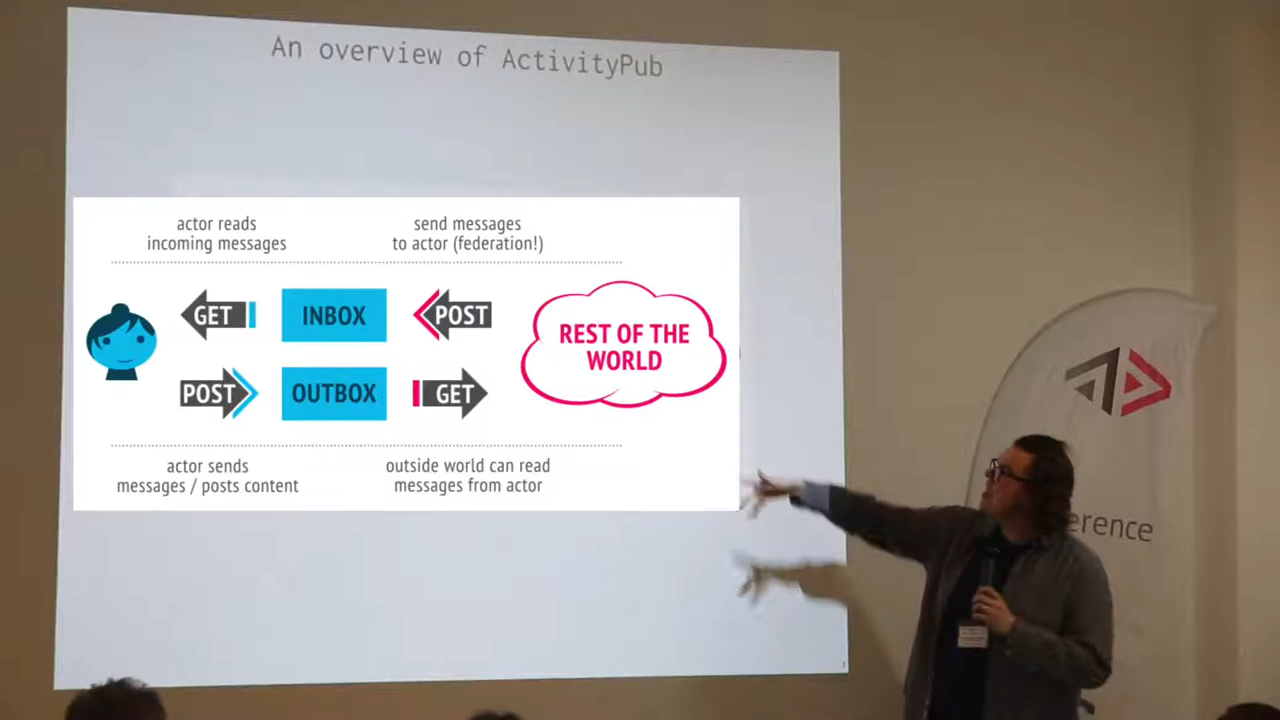 An overview of ActivityPub
actor reads
incoming messages
send messages
to actor (federation!)
GET
INBOX
POST
REST OF THE
WORLD
POST
OUTBOX
GET
actor sends
messages / posts content
outside world can read
messages from actor
erence